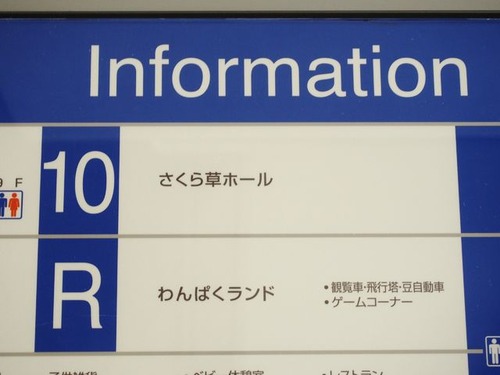 Information
9F
10 さくら草ホール
R わんぱくランド
・観覧車・飛行塔・豆自動車
・ゲームコーナー